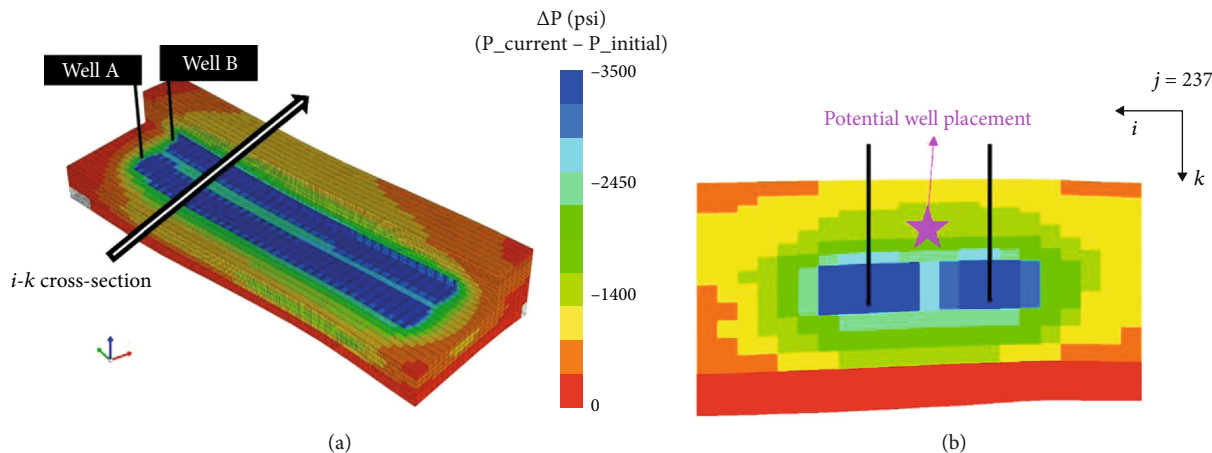 (a)
ΔP (psi)
(P_current – P_initial)
Well A
Well B
i-k cross-section
–3500
–2450
–1400
0
(b)
j = 237
i
k
Potential well placement